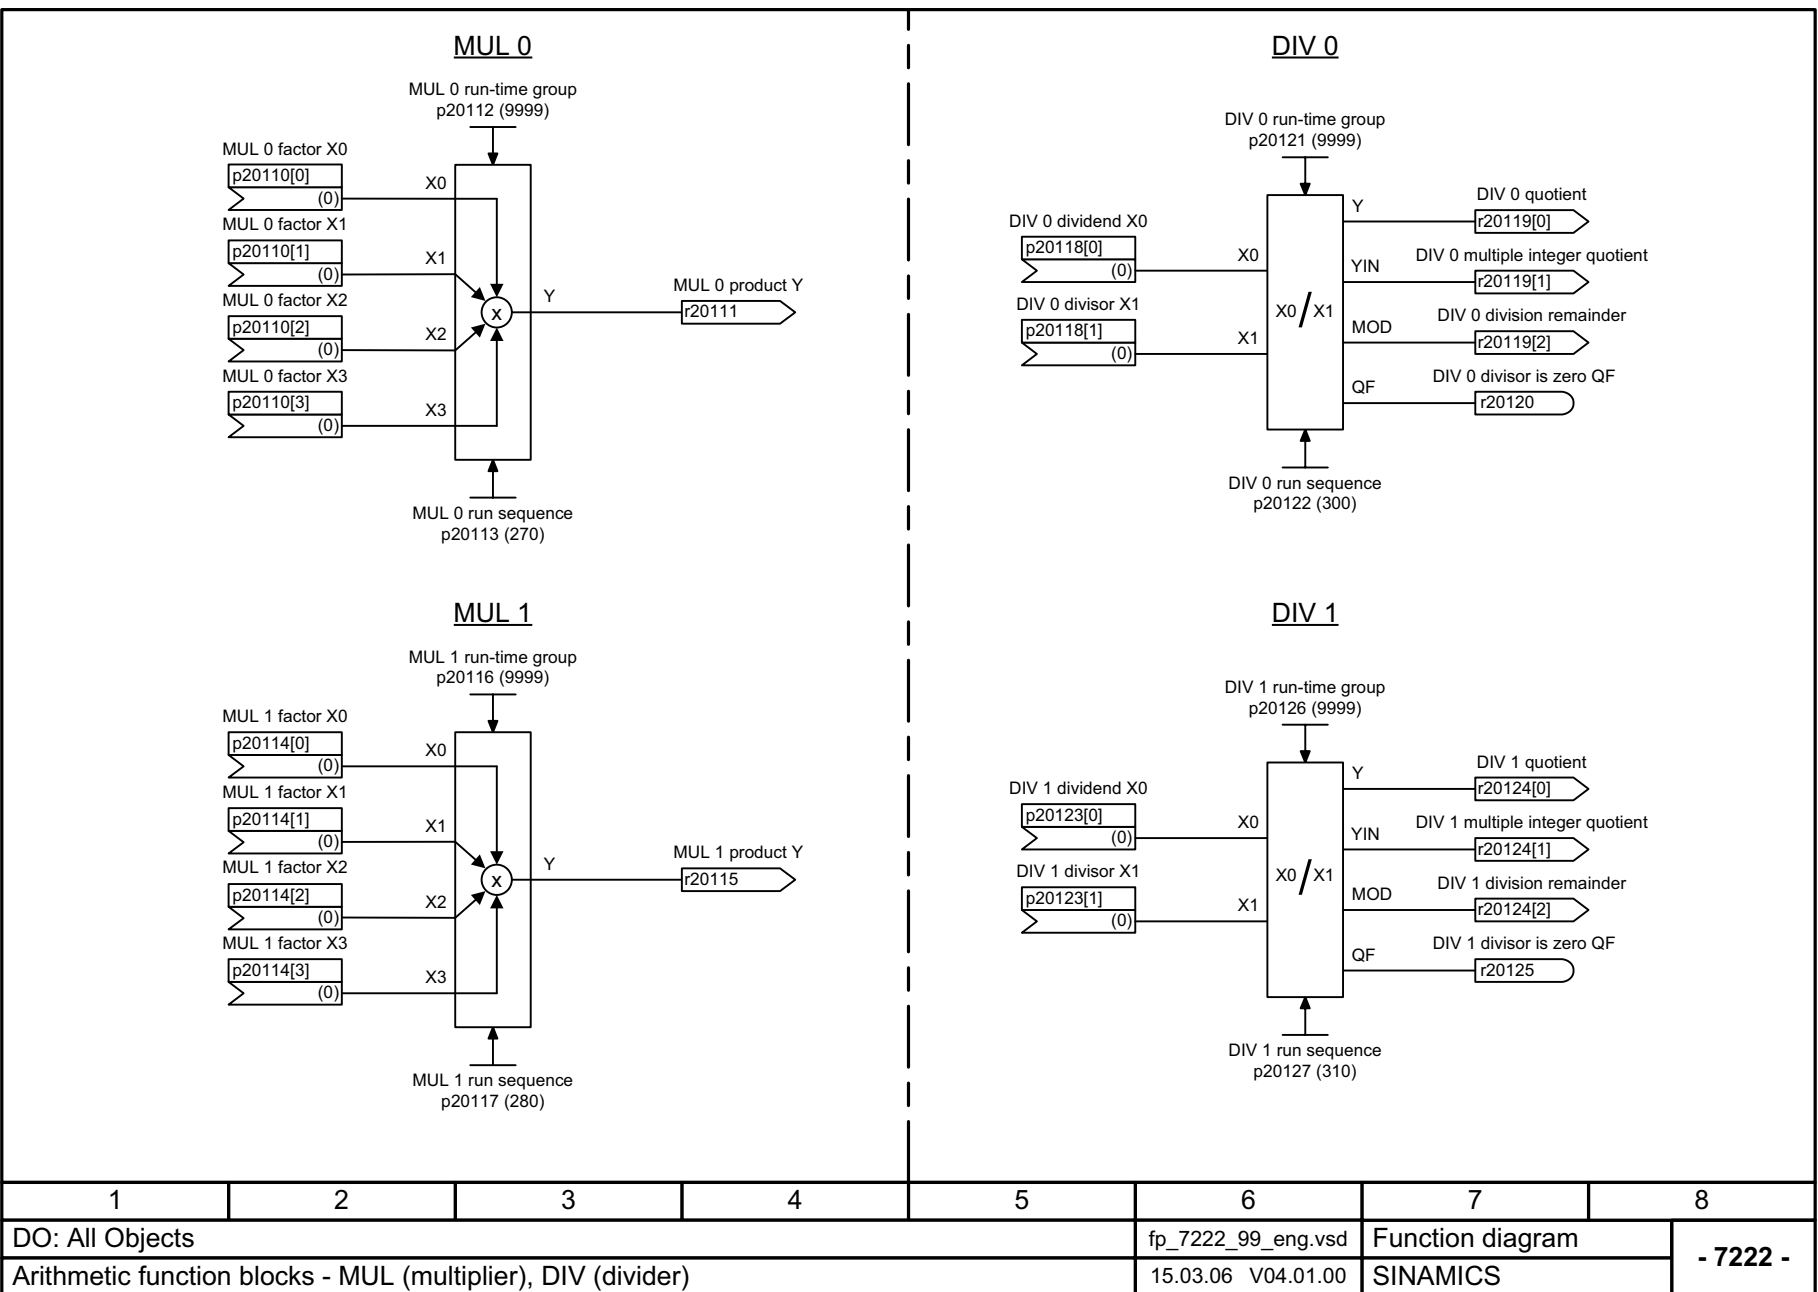 MUL 0
MUL 0 run-time group
p20112 (9999)
MUL 0 factor X0
p20110[0]
(0)
X0
MUL 0 factor X1
p20110[1]
(0)
X1
MUL 0 factor X2
p20110[2]
(0)
X2
MUL 0 factor X3
p20110[3]
(0)
X3
x
Y
MUL 0 product Y
r20111
MUL 0 run sequence
p20113 (270)
MUL 1
MUL 1 run-time group
p20116 (9999)
MUL 1 factor X0
p20114[0]
(0)
X0
MUL 1 factor X1
p20114[1]
(0)
X1
MUL 1 factor X2
p20114[2]
(0)
X2
MUL 1 factor X3
p20114[3]
(0)
X3
x
Y
MUL 1 product Y
r20115
MUL 1 run sequence
p20117 (280)
DIV 0
DIV 0 run-time group
p20121 (9999)
DIV 0 dividend X0
p20118[0]
(0)
X0
DIV 0 divisor X1
p20118[1]
(0)
X1
X0/X1
Y
DIV 0 quotient
r20119[0]
YIN
DIV 0 multiple integer quotient
r20119[1]
MOD
DIV 0 division remainder
r20119[2]
QF
DIV 0 divisor is zero QF
r20120
DIV 0 run sequence
p20122 (300)
DIV 1
DIV 1 run-time group
p20126 (9999)
DIV 1 dividend X0
p20123[0]
(0)
X0
DIV 1 divisor X1
p20123[1]
(0)
X1
X0/X1
Y
DIV 1 quotient
r20124[0]
YIN
DIV 1 multiple integer quotient
r20124[1]
MOD
DIV 1 division remainder
r20124[2]
QF
DIV 1 divisor is zero QF
r20125
DIV 1 run sequence
p20127 (310)
1 2 3 4 5 6 7 8
DO: All Objects
fp_7222_99_eng.vsd
Function diagram
- 7222 -
Arithmetic function blocks - MUL (multiplier), DIV (divider)
15.03.06 V04.01.00
SINAMICS